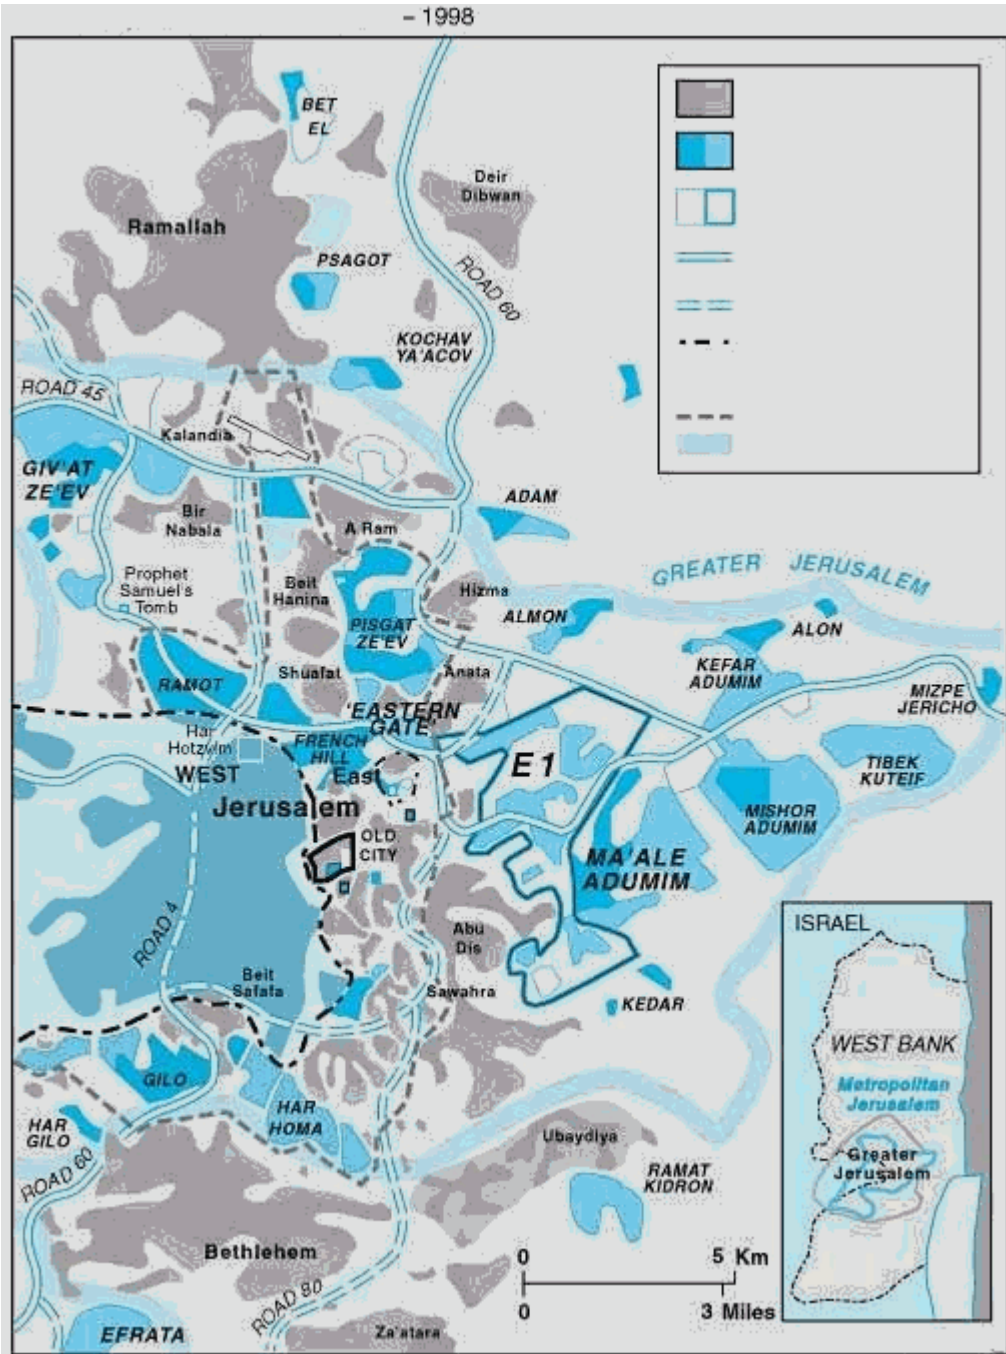 – 1998
BET
EL
Deir
Dibwan
Ramallah
PSAGOT
ROAD 60
KOCHAV
YA'ACOV
ROAD 45
Kalandia
GIV'AT
ZE'EV
ADAM
Bir
Nabala
A Ram
GREATER JERUSALEM
Prophet
Samuel's
Tomb
Beit
Hanina
Hizma
PISGAT
ZE'EV
ALMON
ALON
Shuafat
Anata
KEFAR
ADUMIM
RAMOT
MIZPE
JERICHO
'EASTERN
GATE'
Har
Hotzvim
FRENCH
HILL
WEST
East
E1
TIBEK
KUTEIF
Jerusalem
MISHOR
ADUMIM
OLD
CITY
MA'ALE
ADUMIM
ROAD 4
Abu
Dis
ISRAEL
Beit
Safafa
Sawahra
KEDAR
WEST BANK
GILO
Metropolitan
Jerusalem
HAR
HOMA
HAR
GILO
Ubaydiya
Greater
Jerusalem
ROAD 60
RAMAT
KIDRON
Bethlehem
0 5 Km
ROAD 80
0 3 Miles
EFRATA
Za'atara